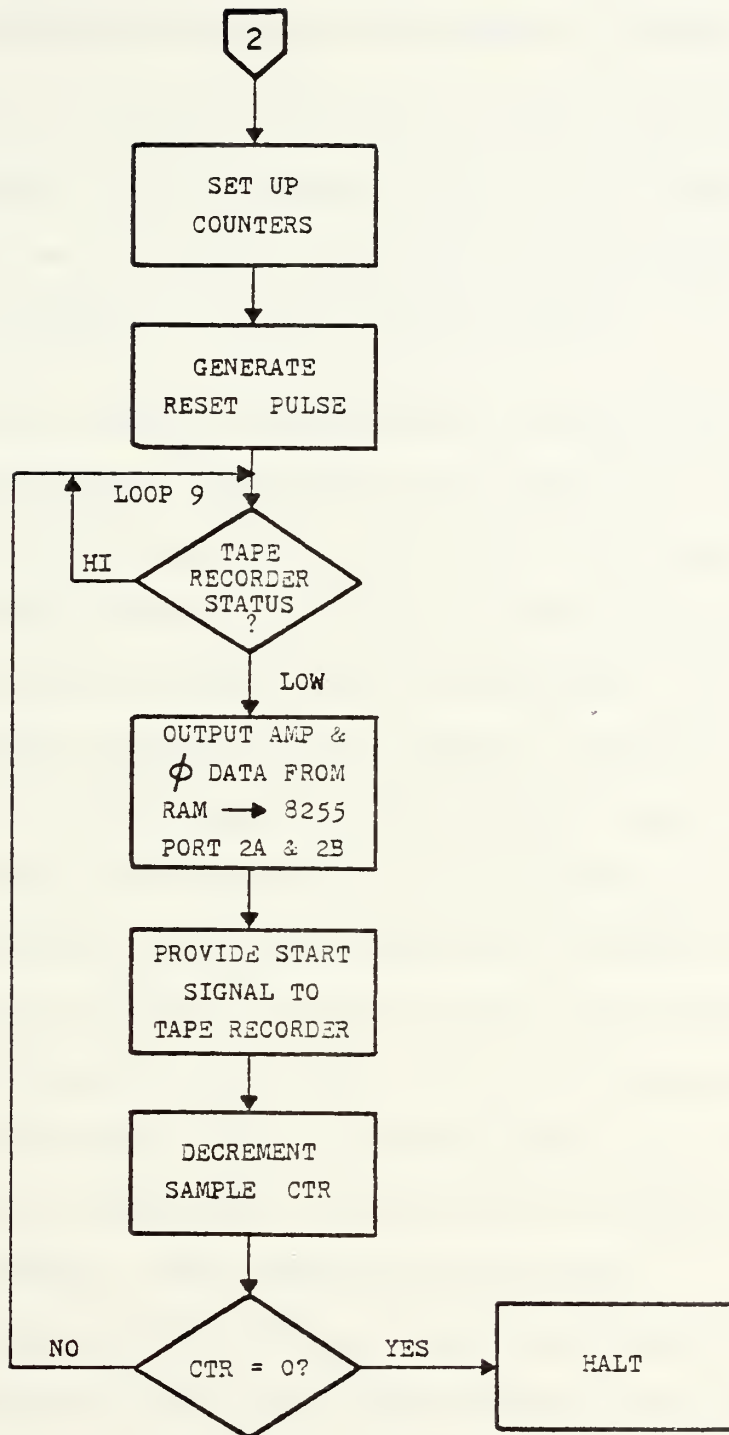 2
SET UP
COUNTERS
GENERATE
RESET PULSE
LOOP 9
HI
TAPE
RECORDER
STATUS
?
LOW
OUTPUT AMP &
ϕ DATA FROM
RAM → 8255
PORT 2A & 2B
PROVIDE START
SIGNAL TO
TAPE RECORDER
DECREMENT
SAMPLE CTR
NO
CTR = 0?
YES
HALT